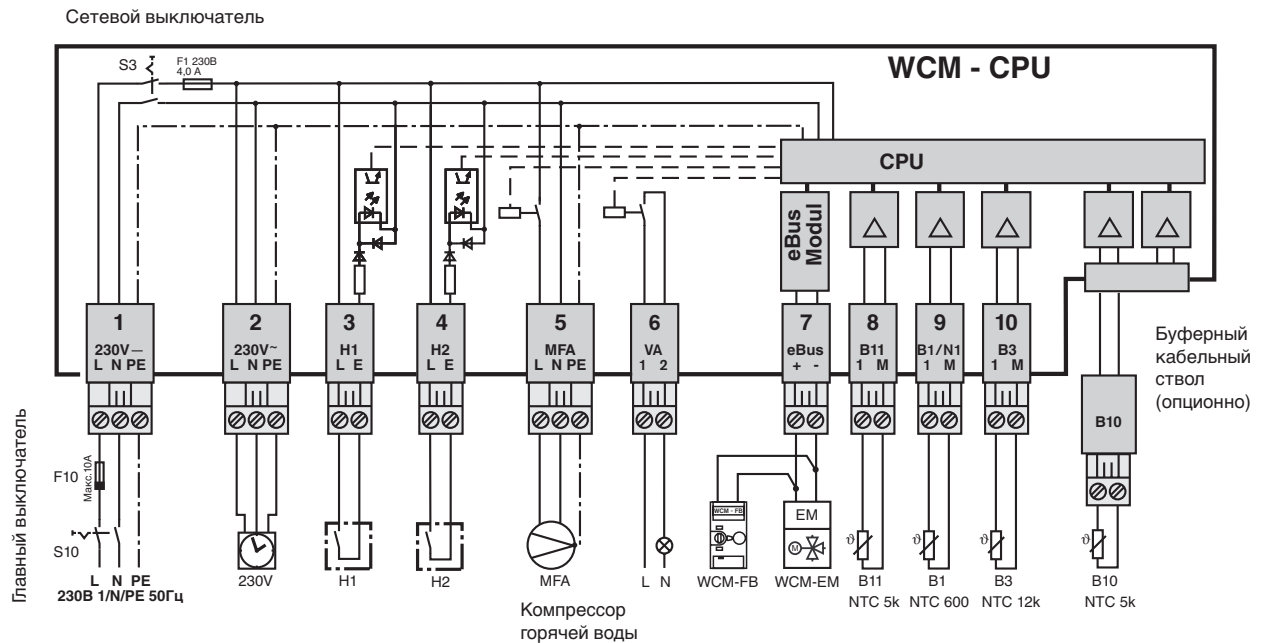 Сетевой выключатель
S3
F1 230В
4,0 A
WCM - CPU
CPU
eBus
Modul
1
230V—
L N PE
2
230V~
L N PE
3
H1
L E
4
H2
L E
5
MFA
L N PE
6
VA
1 2
7
eBus
+ -
8
B11
1 M
9
B1/N1
1 M
10
B3
1 M
Буферный
кабельный
ствол
(опционно)
B10
Главный выключатель
F10
Макс.10А
S10
L N PE
230В 1/N/PE 50Гц
230V
H1
H2
MFA
Компрессор
горячей воды
L N
WCM - FB
WCM-FB
EM
M
WCM-EM
ϑ
B11
NTC 5k
ϑ
B1
NTC 600
ϑ
B3
NTC 12k
ϑ
B10
NTC 5k